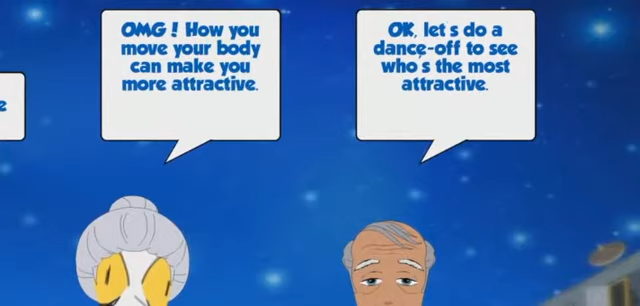 e
OMG ! How you
move your body
can make you
more attractive.
OK, let s do a
dance-off to see
who s the most
attractive.